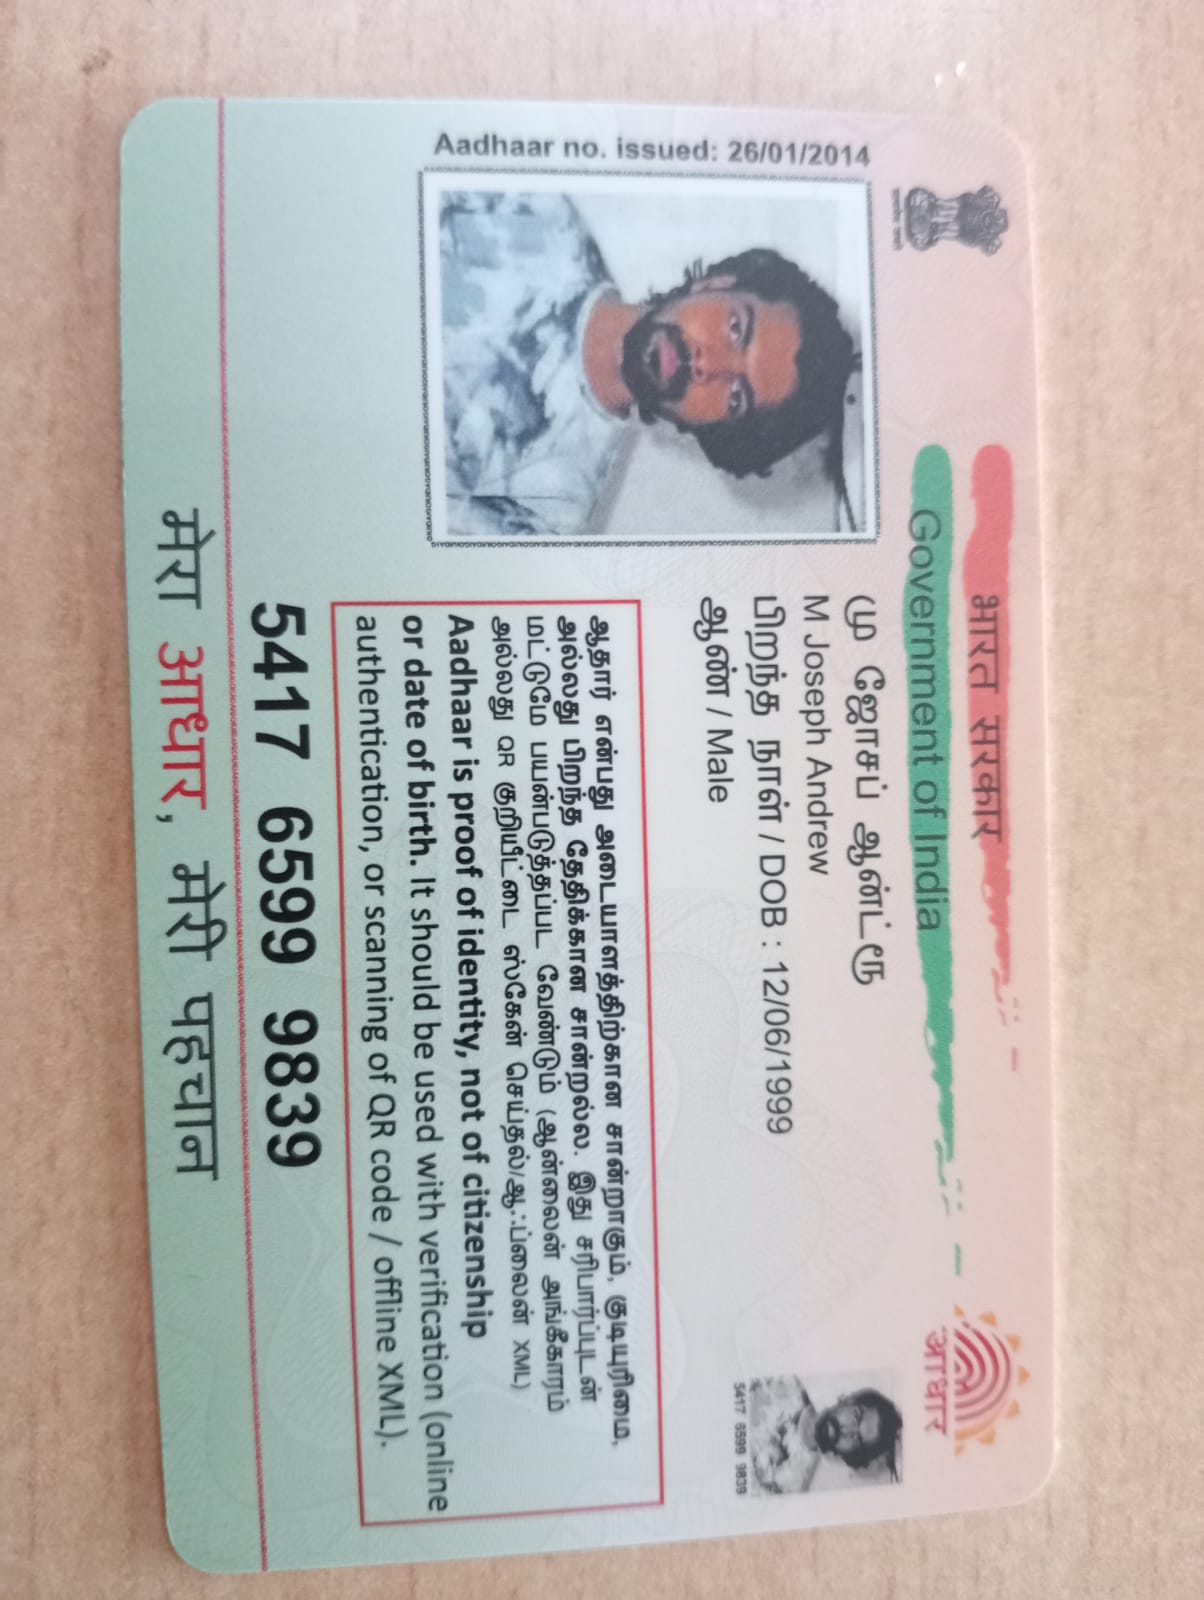 भारत सरकार
Government of India
आधार
Aadhaar no. issued: 26/01/2014
மு ஜோசப் ஆண்ட்ரூ
M Joseph Andrew
பிறந்த நாள் / DOB : 12/06/1999
ஆண் / Male
5417 6599 9839
ஆதார் என்பது அடையாளத்திற்கான சான்றாகும், குடியுரிமை,
அல்லது பிறந்த தேதிக்கான சான்றல்ல. இது சரிபார்ப்புடன்
மட்டுமே பயன்படுத்தப்பட வேண்டும் (ஆன்லைன் அங்கீகாரம்
அல்லது QR குறியீட்டை ஸ்கேன் செய்தல்/ஆஃப்லைன் XML)
Aadhaar is proof of identity, not of citizenship
or date of birth. It should be used with verification (online
authentication, or scanning of QR code / offline XML).
5417 6599 9839
मेरा आधार, मेरी पहचान